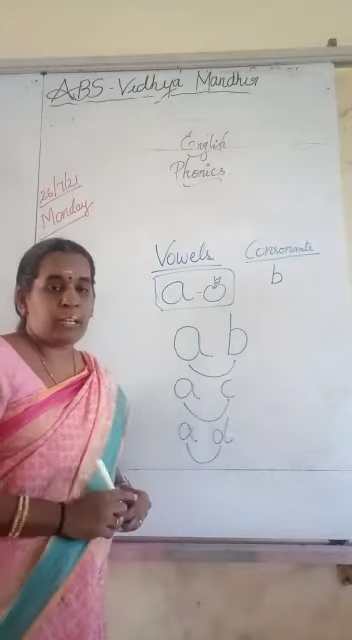 ABS - Vidhya Mandhir
English
Phonics
26/7/21
Monday
Vowels Consonants
a - b
a b
a c
a d